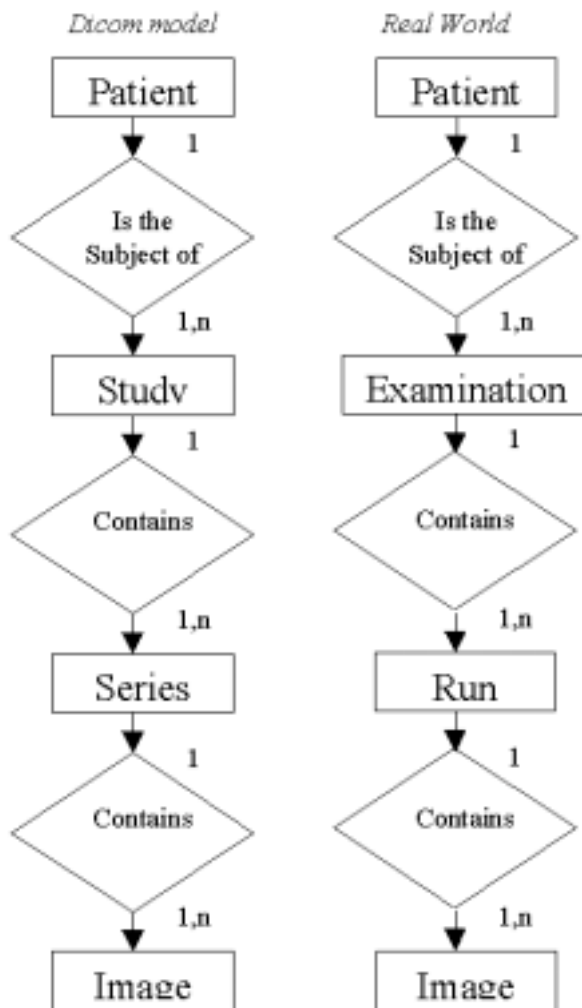 Dicom model
Patient
1
Is the
Subject of
1,n
Study
1
Contains
1,n
Series
1
Contains
1,n
Image
Real World
Patient
1
Is the
Subject of
1,n
Examination
1
Contains
1,n
Run
1
Contains
1,n
Image